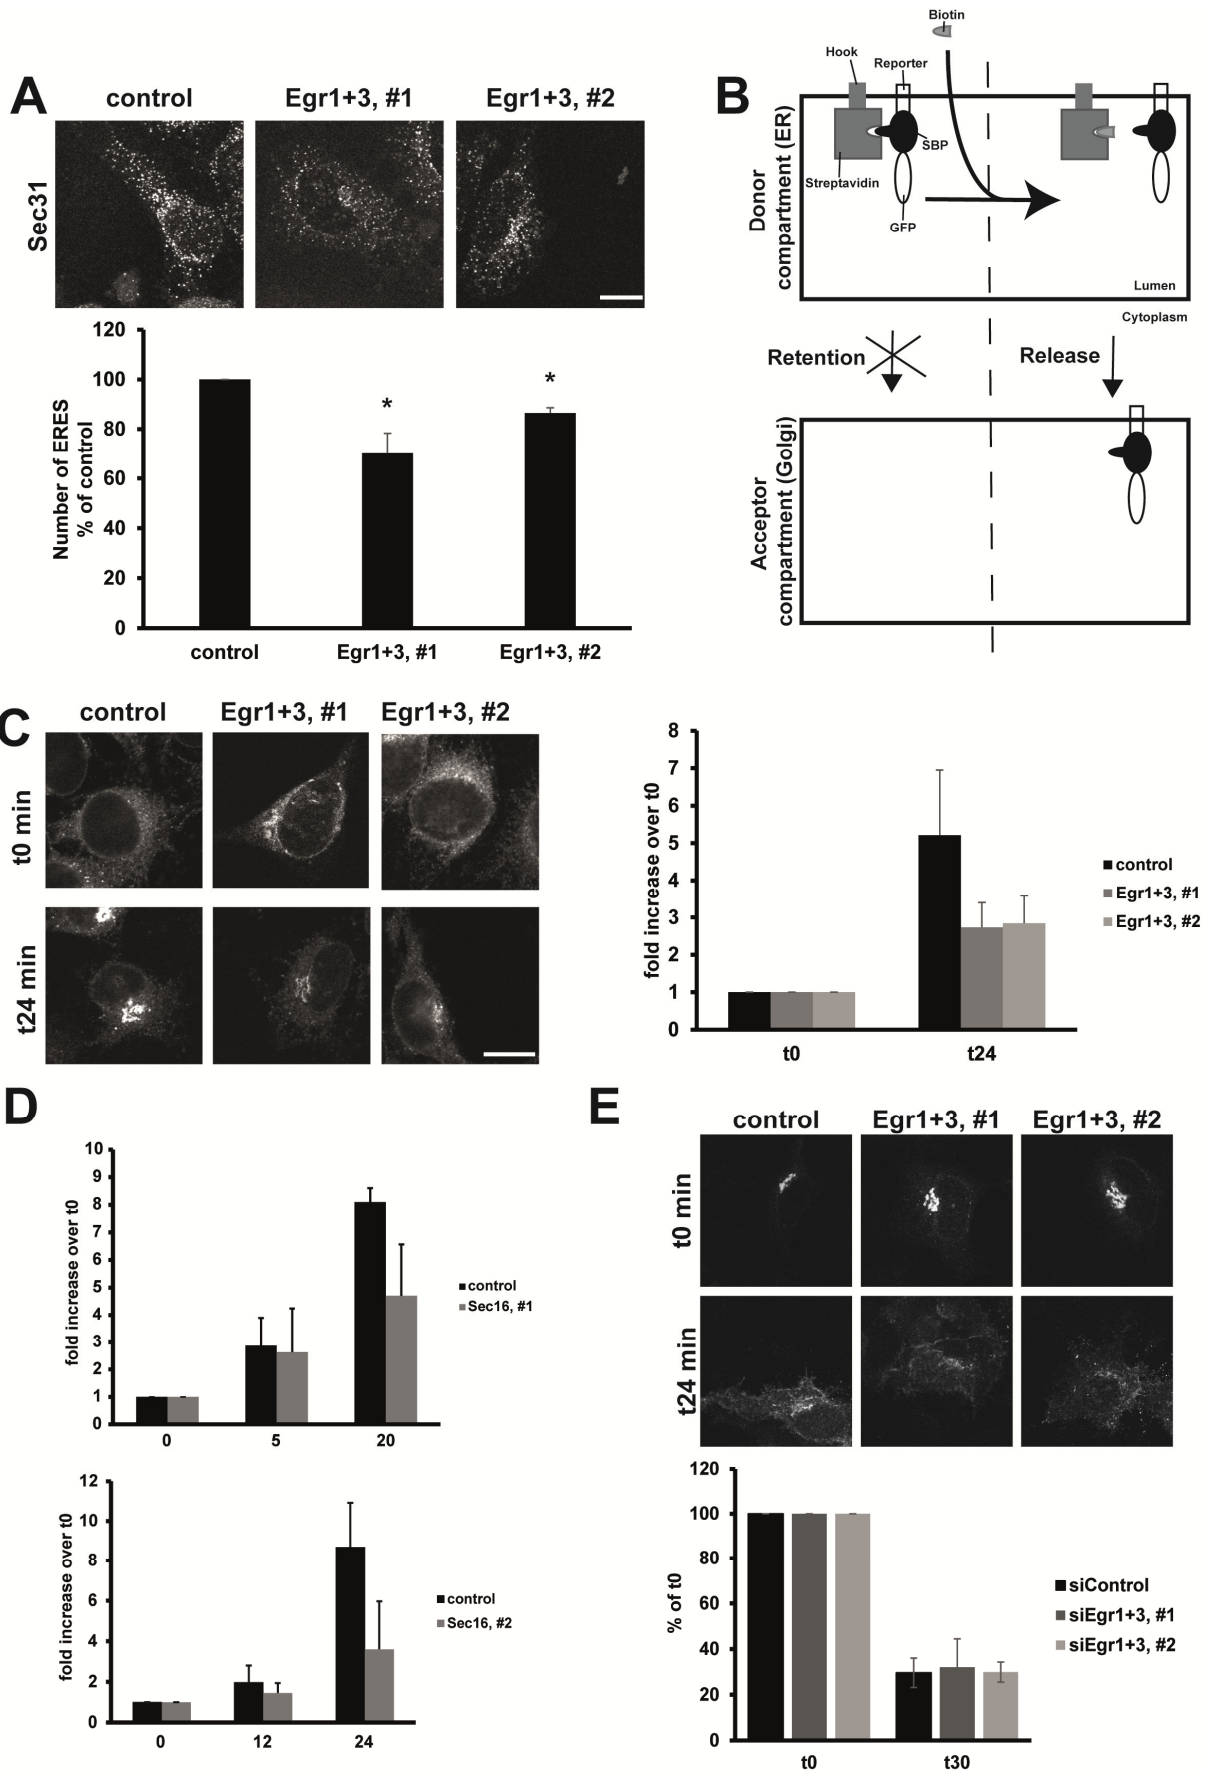 A
control
Egr1+3, #1
Egr1+3, #2
Sec31
120
100
80
60
40
20
0
Number of ERES
% of control
*
*
control
Egr1+3, #1
Egr1+3, #2
B
Biotin
Hook
Reporter
SBP
Streptavidin
GFP
Lumen
Cytoplasm
Donor
compartment (ER)
Retention
Release
Acceptor
compartment (Golgi)
C
control
Egr1+3, #1
Egr1+3, #2
t0 min
t24 min
8
7
6
5
4
3
2
1
0
fold increase over t0
t0
t24
control
Egr1+3, #1
Egr1+3, #2
D
10
9
8
7
6
5
4
3
2
1
0
fold increase over t0
0
5
20
control
Sec16, #1
12
10
8
6
4
2
0
fold increase over t0
0
12
24
control
Sec16, #2
E
control
Egr1+3, #1
Egr1+3, #2
t0 min
t24 min
120
100
80
60
40
20
0
% of t0
t0
t30
siControl
siEgr1+3, #1
siEgr1+3, #2